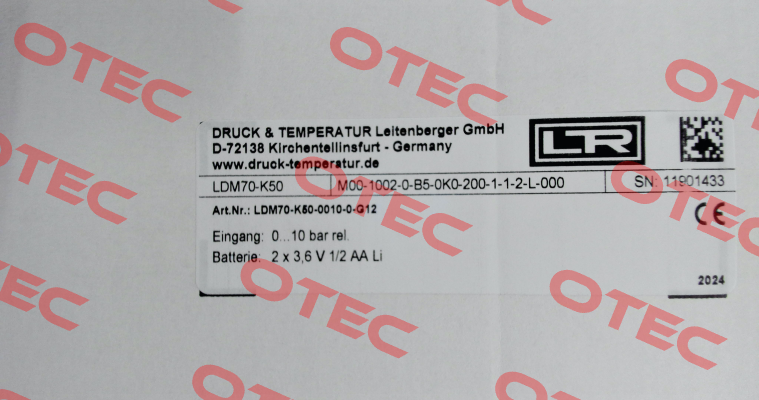 DRUCK & TEMPERATUR Leitenberger GmbH
D-72138 Kirchentellinsfurt - Germany
www.druck-temperatur.de
LR
LDM70-K50 M00-1002-0-B5-0K0-200-1-1-2-L-000 SN: 11901433
Art.Nr.: LDM70-K50-0010-0-G12
CE
Eingang: 0...10 bar rel.
Batterie: 2 x 3,6 V 1/2 AA Li
2024
OTEC
OTEC
OTEC
OTEC
OTEC
OTEC
OTEC
OTEC
OTEC
OTEC